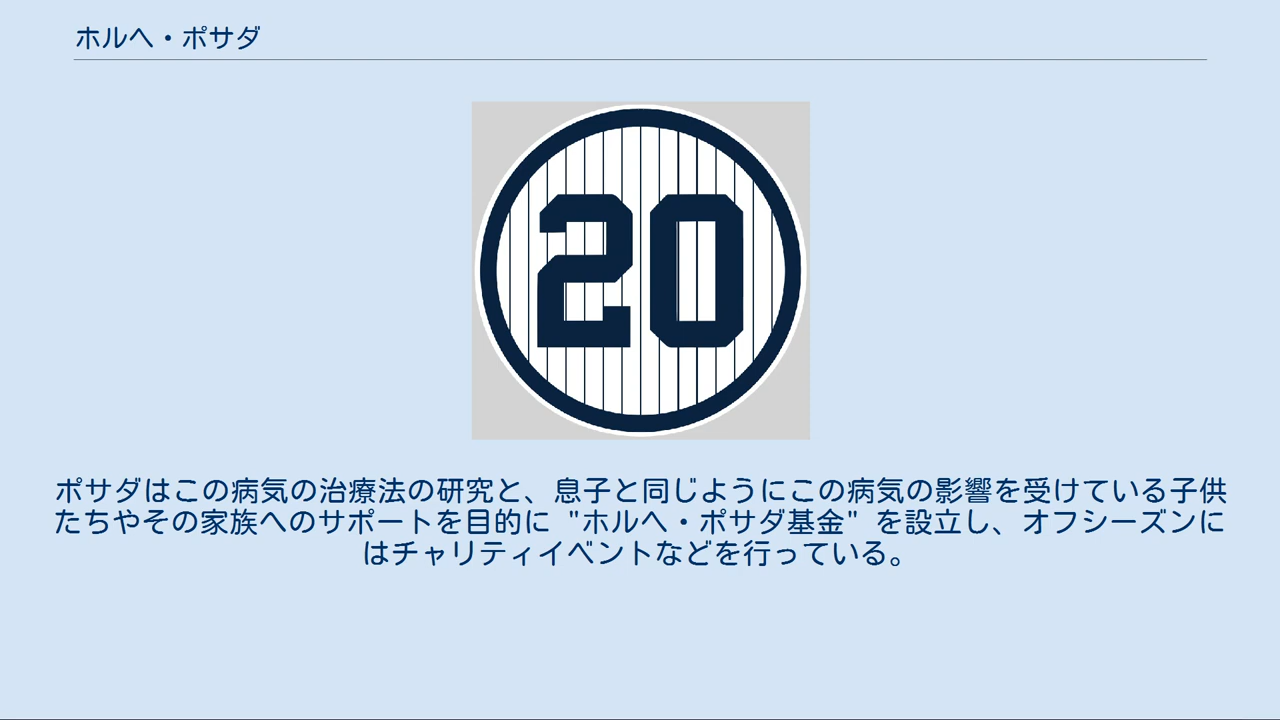 ホルヘ・ポサダ
20
ポサダはこの病気の治療法の研究と、息子と同じようにこの病気の影響を受けている子供
たちやその家族へのサポートを目的に "ホルヘ・ポサダ基金" を設立し、オフシーズンに
はチャリティイベントなどを行っている。